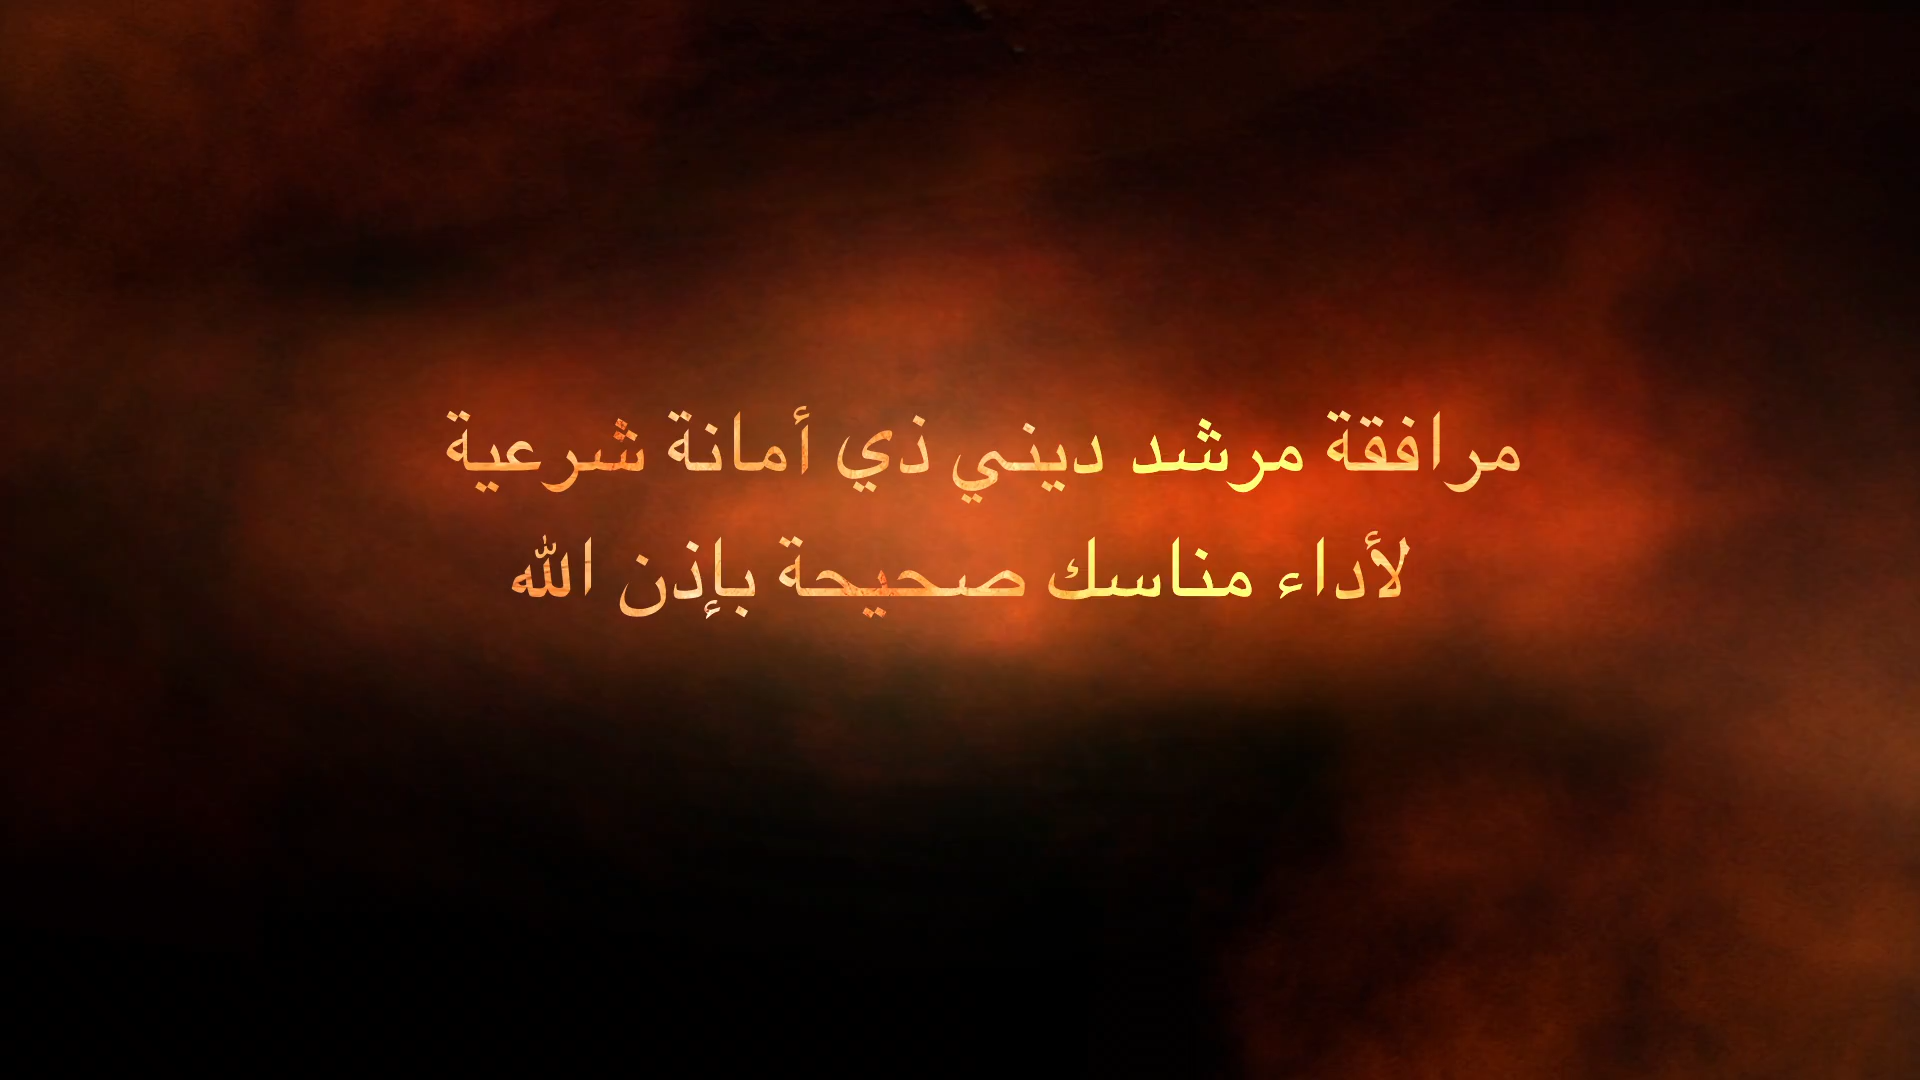 مرافقة مرشد ديني ذي أمانة شرعية
لأداء مناسك صحيحة بإذن الله